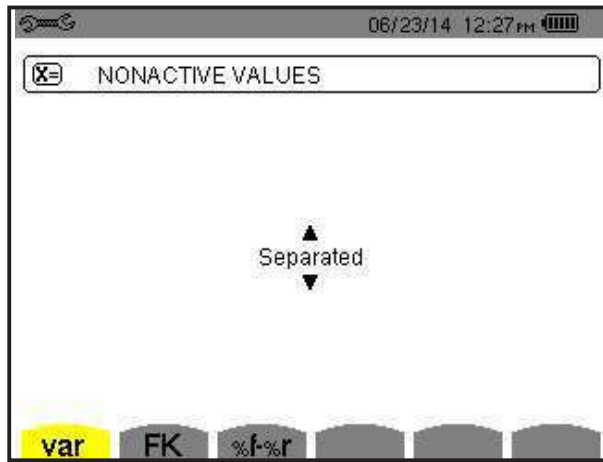 06/23/14 12:27PM
X= NONACTIVE VALUES
Separated
var FK %f-%r